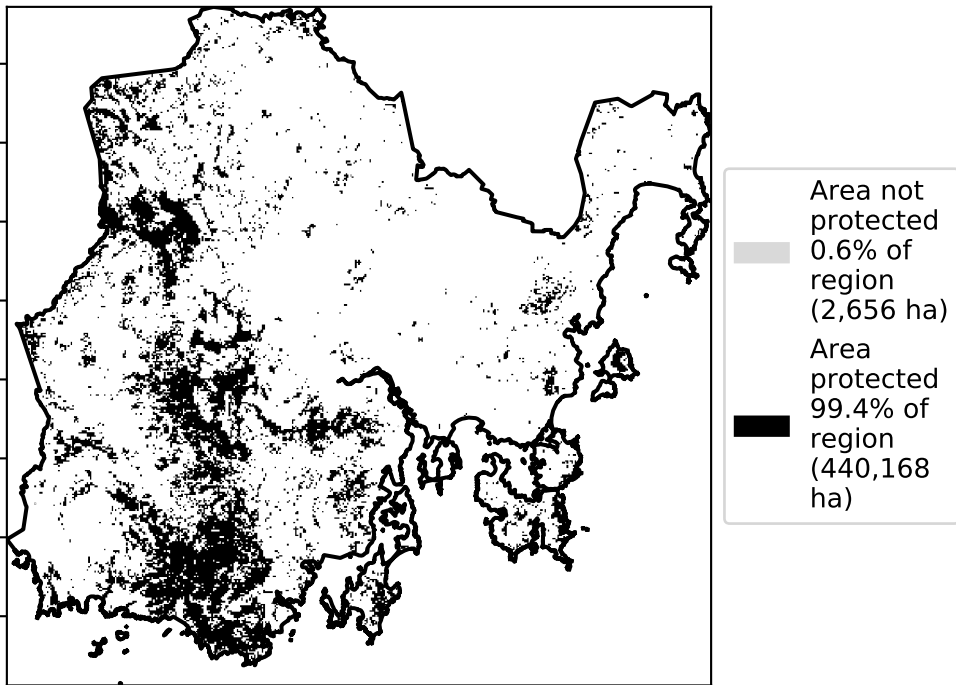 Area not
protected
0.6% of
region
(2,656 ha)
Area
protected
99.4% of
region
(440,168
ha)